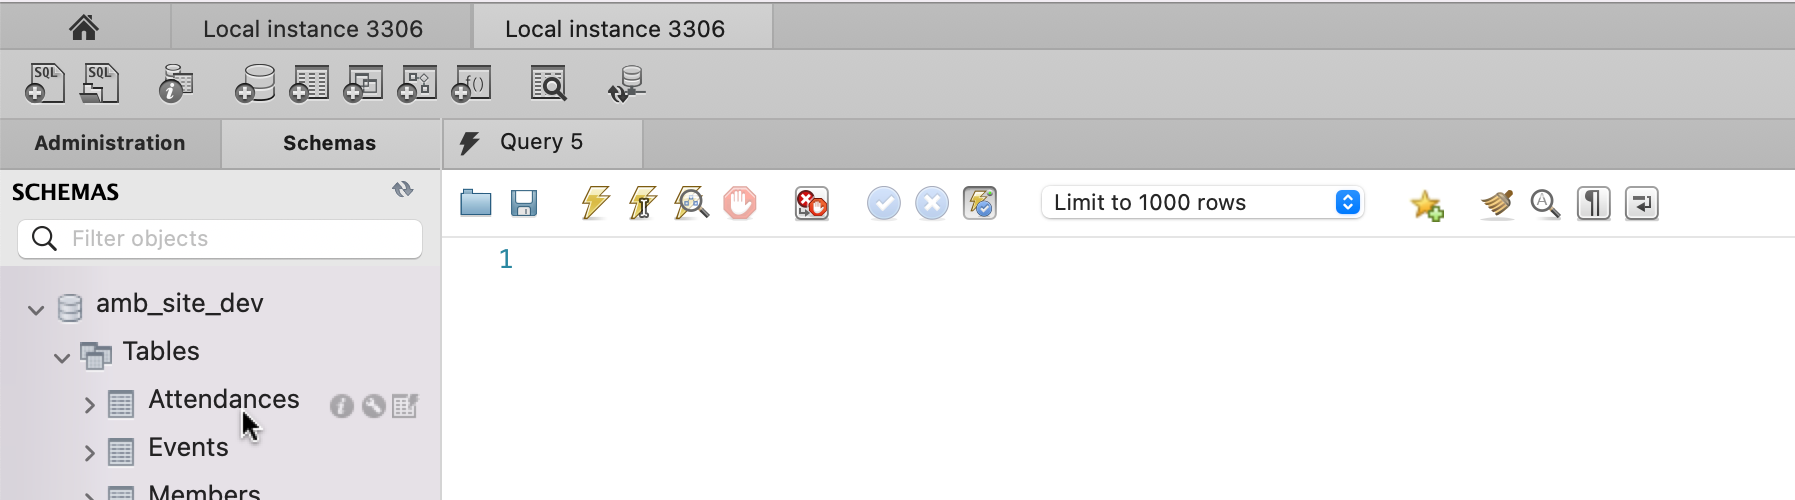 Local instance 3306
Local instance 3306
SQL
SQL
f()
Administration
Schemas
Query 5
SCHEMAS
Limit to 1000 rows
Filter objects
1
amb_site_dev
Tables
Attendances
Events
Members